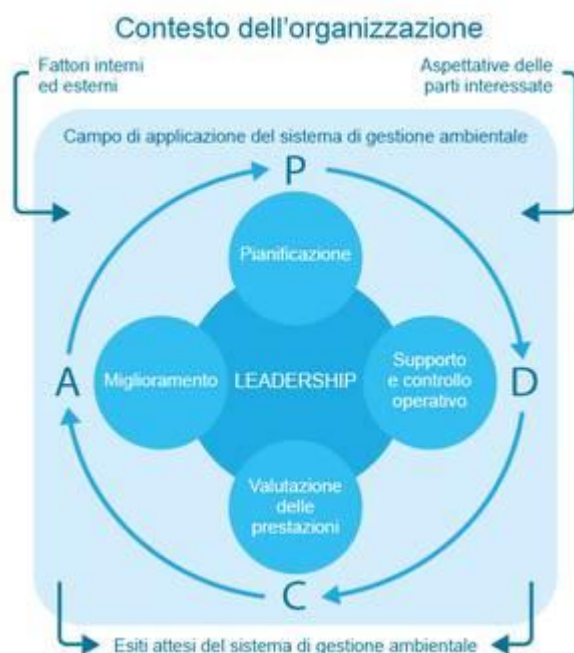 Contesto dell'organizzazione
Fattori interni
ed esterni
Aspettative delle
parti interessate
Campo di applicazione del sistema di gestione ambientale
P
Pianificazione
A
Miglioramento
LEADERSHIP
Supporto
e controllo
operativo
D
Valutazione
delle
prestazioni
C
Esiti attesi del sistema di gestione ambientale